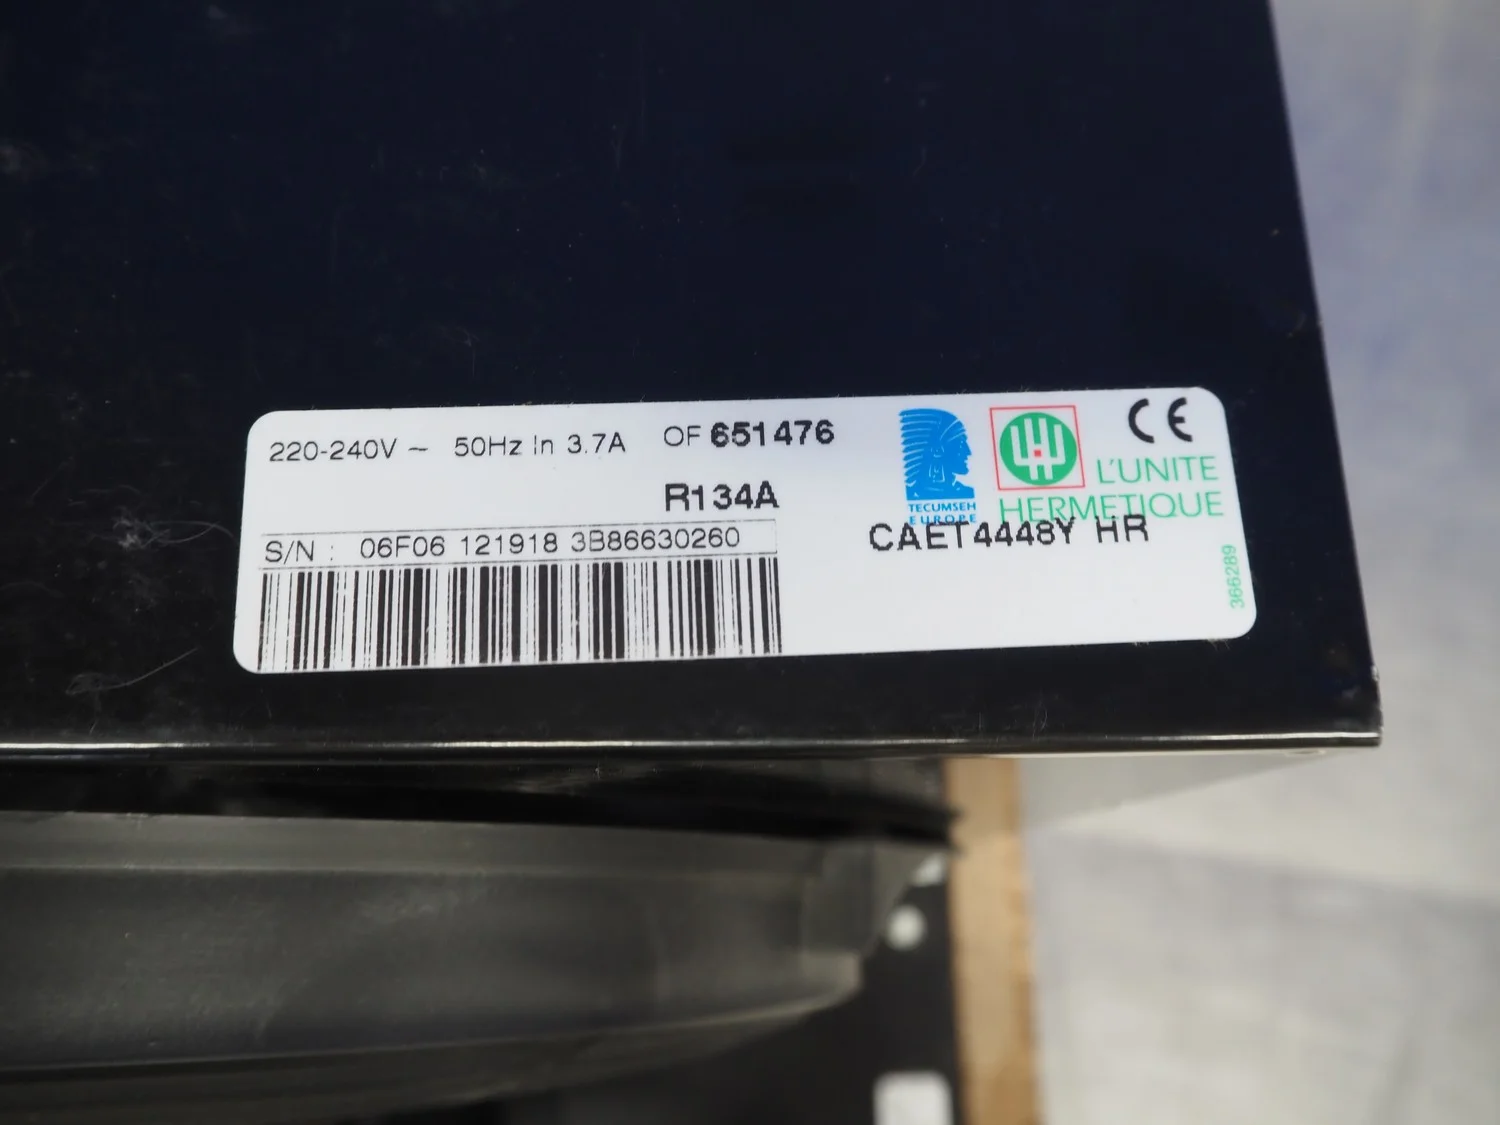 220-240V ~ 50Hz In 3.7A OF 651476
R134A
S/N : 06F06 121918 3B86630260
TECUMSEH
EUROPE
CE
L'UNITE
HERMETIQUE
CAET4448Y HR
366289